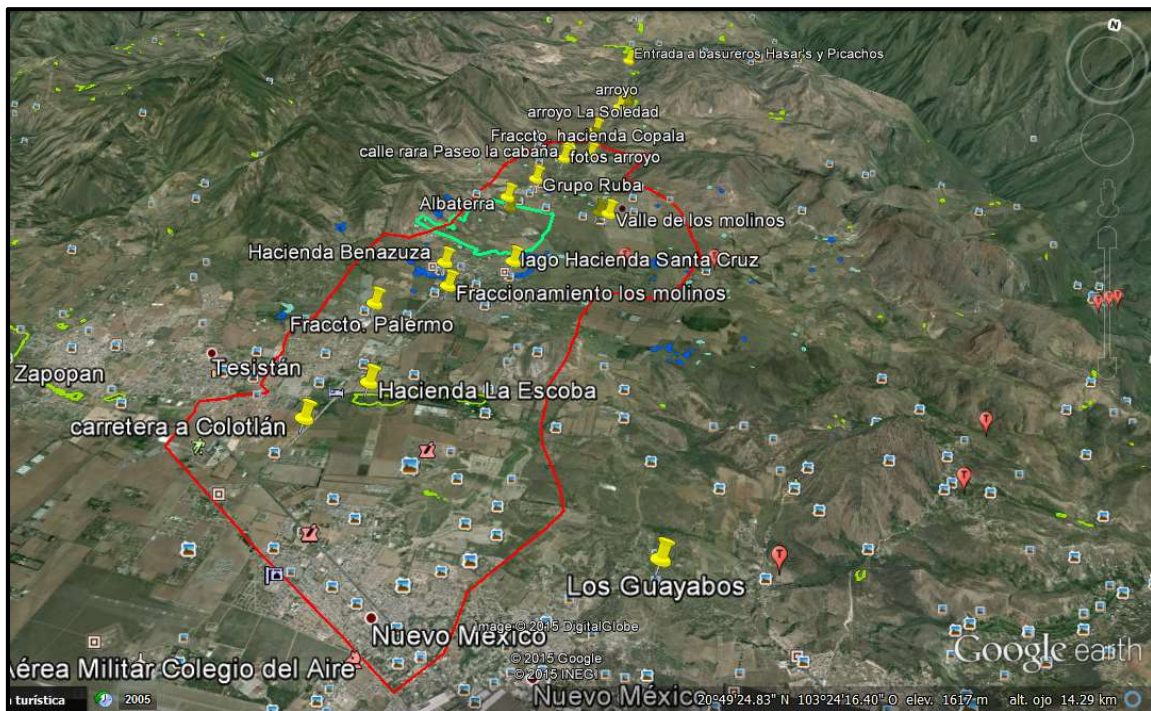 N
Entrada a basureros Hasar's y Picachos
arroyo
arroyo La Soledad
Fraccto. hacienda Copala
calle rara Paseo la cabaña
fotos arroyo
Grupo Ruba
Albaterra
Valle de los molinos
Hacienda Benazuza
lago Hacienda Santa Cruz
Fraccionamiento los molinos
Fraccto. Palermo
Tesistán
Zapopan
Hacienda La Escoba
carretera a Colotlán
Los Guayabos
Image © 2015 DigitalGlobe
Nuevo México
© 2015 Google
© 2015 INEGI
Aérea Militar Colegio del Aire
Google earth
Nuevo México
turística
2005
20°49'24.83" N 103°24'16.40" O elev. 1617 m alt. ojo 14.29 km